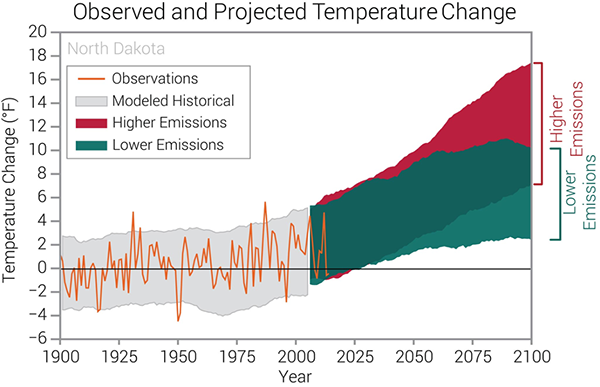 Observed and Projected Temperature Change
North Dakota
Observations
Modeled Historical
Higher Emissions
Lower Emissions
Temperature Change (°F)
20
18
16
14
12
10
8
6
4
2
0
−2
−4
−6
Higher
Emissions
Lower
Emissions
1900 1925 1950 1975 2000 2025 2050 2075 2100
Year